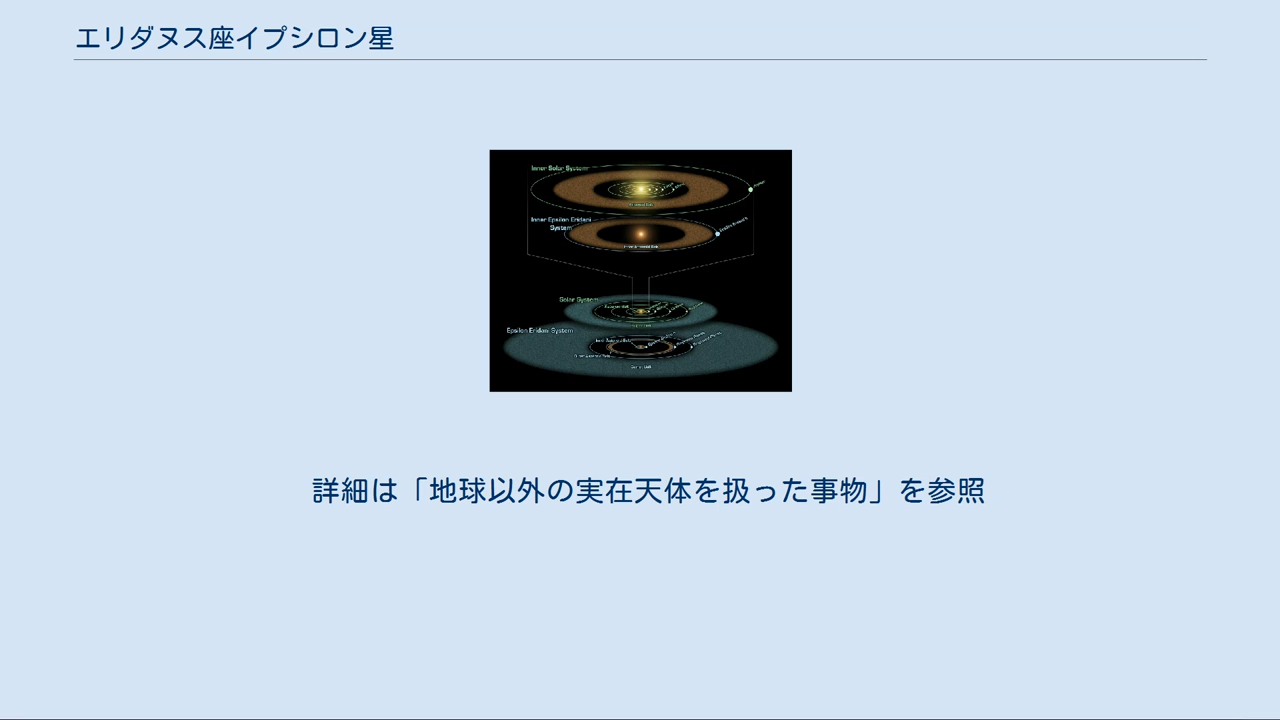 エリダヌス座イプシロン星
Inner Solar System
Inner Epsilon Eridani
System
Solar System
Epsilon Eridani System
詳細は「地球以外の実在天体を扱った事物」を参照